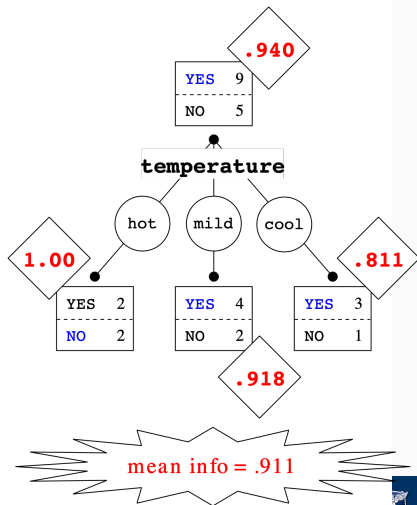 .940
YES 9
NO 5
temperature
hot mild cool
1.00
.811
YES 2
NO 2
YES 4
NO 2
YES 3
NO 1
.918
mean info = .911